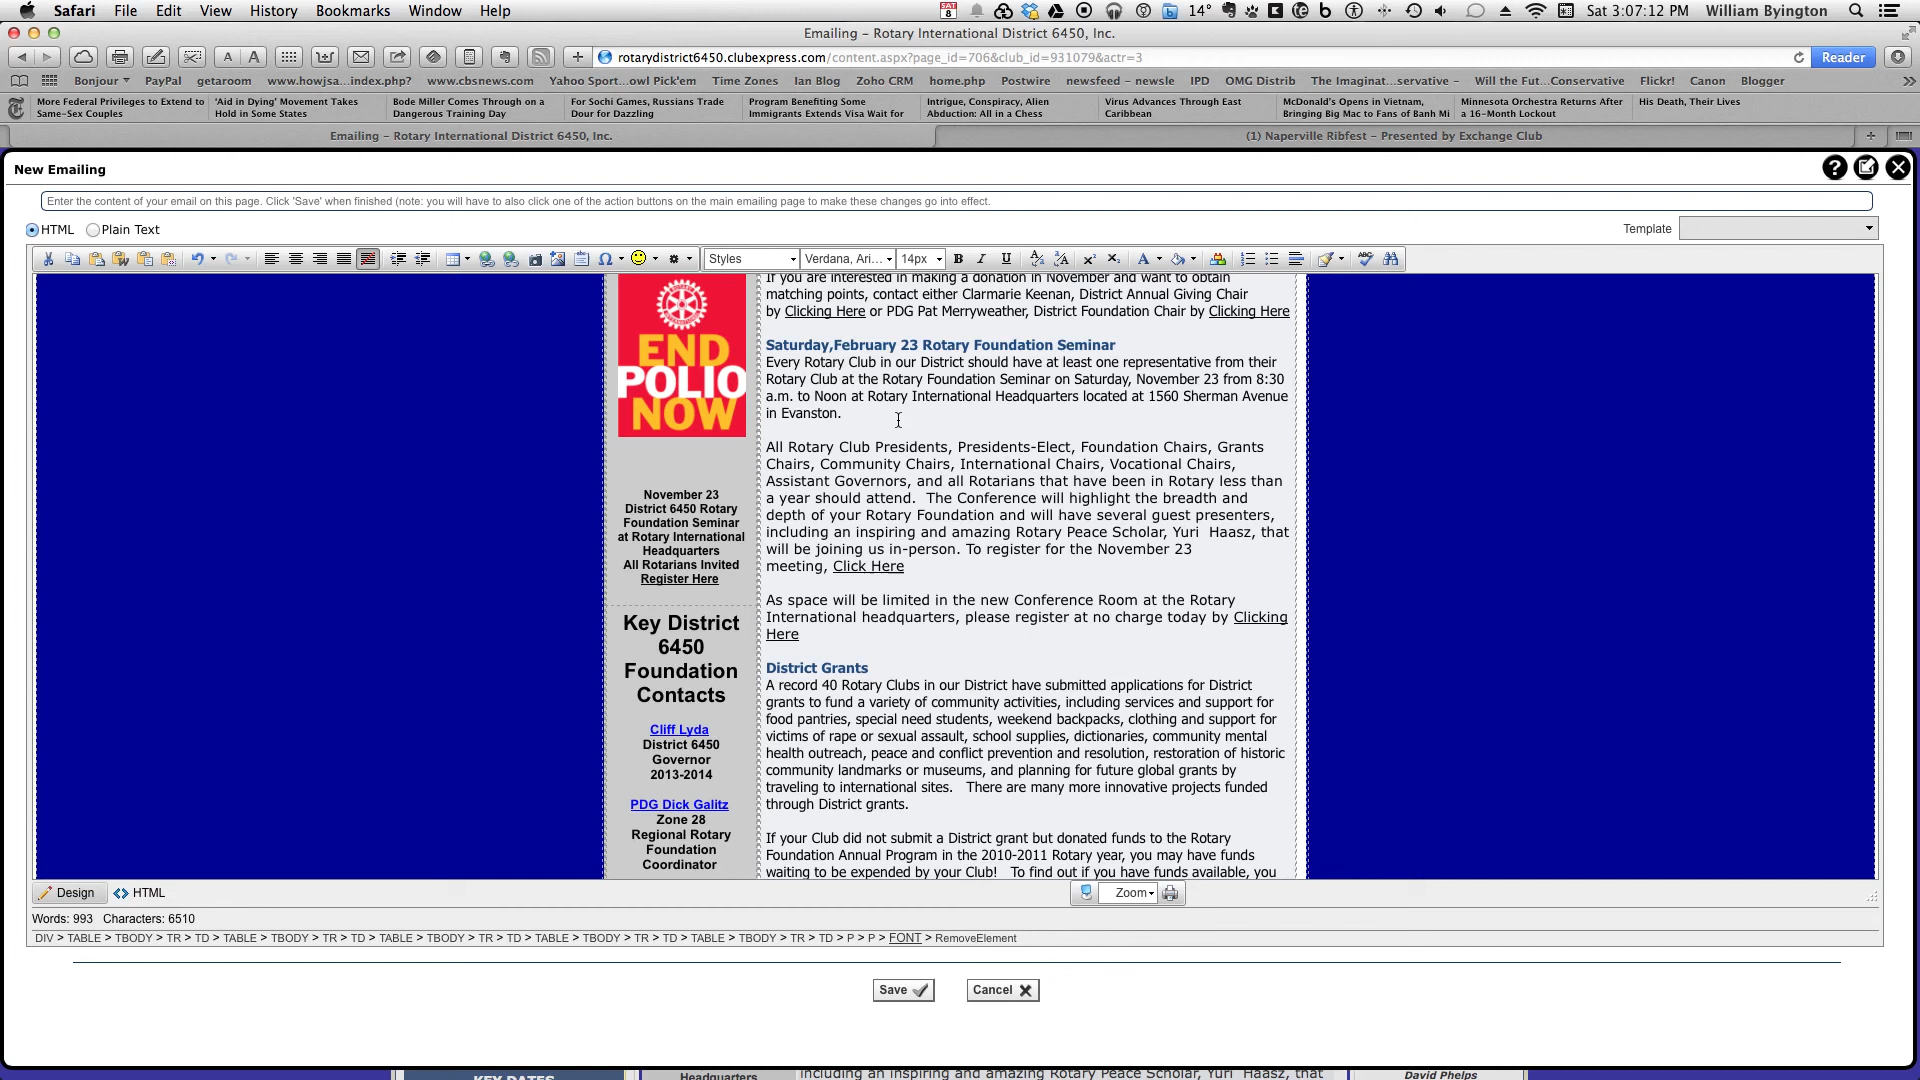 Safari File Edit View History Bookmarks Window Help SAT 8 14° Sat 3:07:12 PM William Byington
Emailing – Rotary International District 6450, Inc.
A A rotarydistrict6450.clubexpress.com/content.aspx?page_id=706&club_id=931079&actr=3 Reader
Bonjour PayPal getaroom www.howjsa...index.php? www.cbsnews.com Yahoo Sport...owl Pick'em Time Zones Ian Blog Zoho CRM home.php Postwire newsfeed – newsle IPD OMG Distrib The Imaginat...servative – Will the Fut...Conservative Flickr! Canon Blogger
More Federal Privileges to Extend to 'Aid in Dying' Movement Takes Bode Miller Comes Through on a For Sochi Games, Russians Trade Program Benefiting Some Intrigue, Conspiracy, Alien Virus Advances Through East McDonald's Opens in Vietnam, Minnesota Orchestra Returns After His Death, Their Lives
Same-Sex Couples Hold in Some States Dangerous Training Day Dour for Dazzling Immigrants Extends Visa Wait for Abduction: All in a Chess Caribbean Bringing Big Mac to Fans of Banh Mi a 16-Month Lockout
Emailing – Rotary International District 6450, Inc. (1) Naperville Ribfest – Presented by Exchange Club
New Emailing
Enter the content of your email on this page. Click 'Save' when finished (note: you will have to also click one of the action buttons on the main emailing page to make these changes go into effect.
HTML Plain Text Template
Styles Verdana, Ari... 14px B I U
END
POLIO
NOW
November 23
District 6450 Rotary
Foundation Seminar
at Rotary International
Headquarters
All Rotarians Invited
Register Here
Key District
6450
Foundation
Contacts
Cliff Lyda
District 6450
Governor
2013-2014
PDG Dick Galitz
Zone 28
Regional Rotary
Foundation
Coordinator
If you are interested in making a donation in November and want to obtain
matching points, contact either Clarmarie Keenan, District Annual Giving Chair
by Clicking Here or PDG Pat Merryweather, District Foundation Chair by Clicking Here
Saturday,February 23 Rotary Foundation Seminar
Every Rotary Club in our District should have at least one representative from their
Rotary Club at the Rotary Foundation Seminar on Saturday, November 23 from 8:30
a.m. to Noon at Rotary International Headquarters located at 1560 Sherman Avenue
in Evanston.
All Rotary Club Presidents, Presidents-Elect, Foundation Chairs, Grants
Chairs, Community Chairs, International Chairs, Vocational Chairs,
Assistant Governors, and all Rotarians that have been in Rotary less than
a year should attend. The Conference will highlight the breadth and
depth of your Rotary Foundation and will have several guest presenters,
including an inspiring and amazing Rotary Peace Scholar, Yuri Haasz, that
will be joining us in-person. To register for the November 23
meeting, Click Here
As space will be limited in the new Conference Room at the Rotary
International headquarters, please register at no charge today by Clicking
Here
District Grants
A record 40 Rotary Clubs in our District have submitted applications for District
grants to fund a variety of community activities, including services and support for
food pantries, special need students, weekend backpacks, clothing and support for
victims of rape or sexual assault, school supplies, dictionaries, community mental
health outreach, peace and conflict prevention and resolution, restoration of historic
community landmarks or museums, and planning for future global grants by
traveling to international sites. There are many more innovative projects funded
through District grants.
If your Club did not submit a District grant but donated funds to the Rotary
Foundation Annual Program in the 2010-2011 Rotary year, you may have funds
waiting to be expended by your Club! To find out if you have funds available, you
Design HTML Zoom
Words: 993 Characters: 6510
DIV > TABLE > TBODY > TR > TD > TABLE > TBODY > TR > TD > TABLE > TBODY > TR > TD > TABLE > TBODY > TR > TD > TABLE > TBODY > TR > TD > P > P > FONT > RemoveElement
Save Cancel
KEY DATES Headquarters including an inspiring and amazing Rotary Peace Scholar, Yuri Haasz, that David Phelps